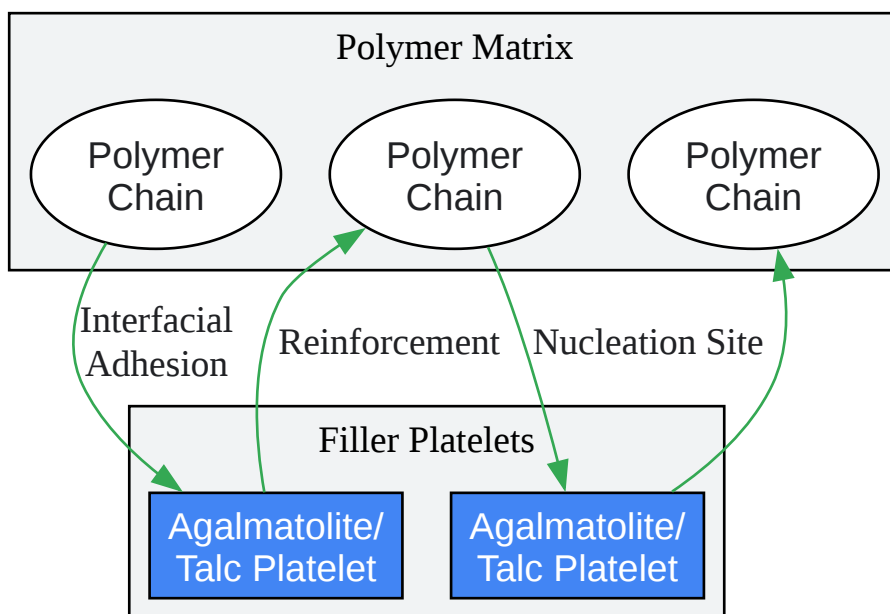 Polymer Matrix
Polymer
Chain
Polymer
Chain
Polymer
Chain
Interfacial
Adhesion
Reinforcement
Nucleation Site
Filler Platelets
Agalmatolite/
Talc Platelet
Agalmatolite/
Talc Platelet